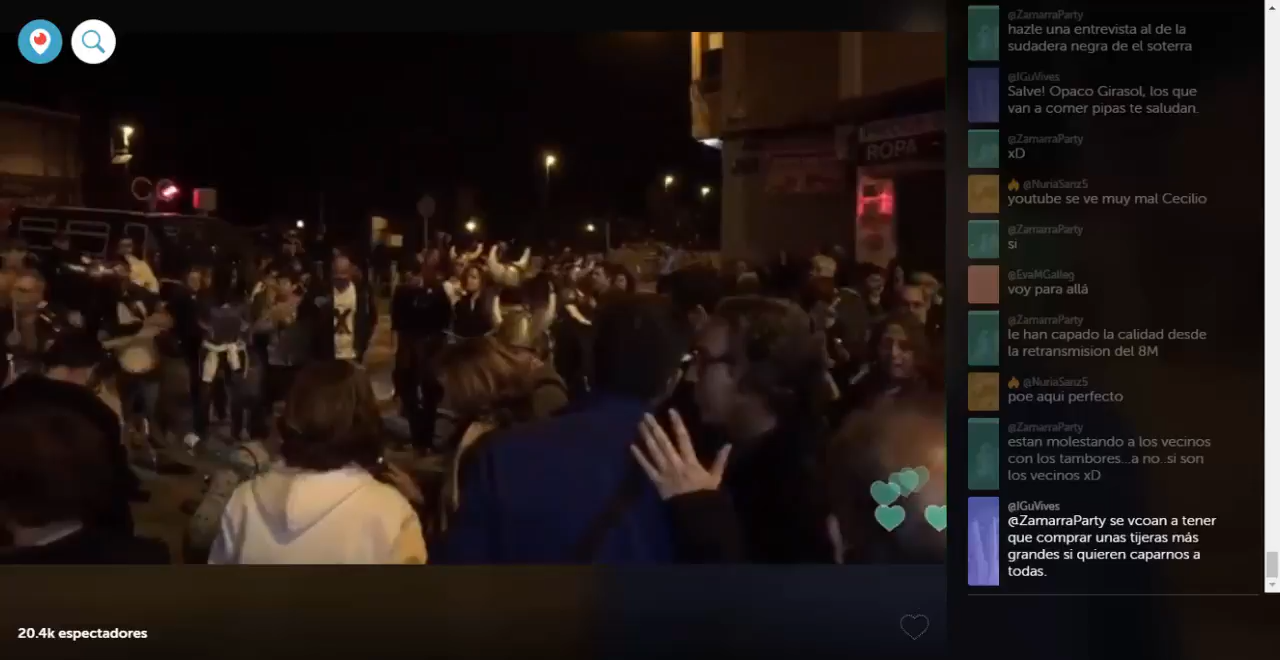 ROPA
20.4k espectadores
@ZamarraParty
hazle una entrevista al de la
sudadera negra de el soterra
@IGuVives
Salve! Opaco Girasol, los que
van a comer pipas te saludan.
@ZamarraParty
xD
@NuriaSanz5
youtube se ve muy mal Cecilio
@ZamarraParty
si
@EvaMGalleg
voy para allá
@ZamarraParty
le han capado la calidad desde
la retransmision del 8M
@NuriaSanz5
poe aqui perfecto
@ZamarraParty
estan molestando a los vecinos
con los tambores...a no..si son
los vecinos xD
@IGuVives
@ZamarraParty se vcoan a tener
que comprar unas tijeras más
grandes si quieren caparnos a
todas.